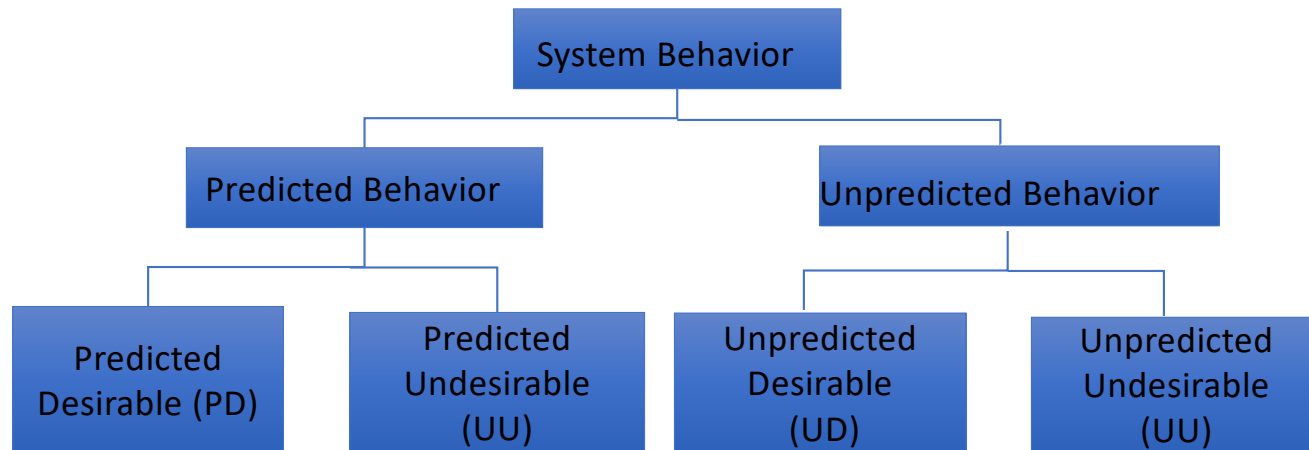 System Behavior
Predicted Behavior
Unpredicted Behavior
Predicted
Desirable (PD)
Predicted
Undesirable
(UU)
Unpredicted
Desirable
(UD)
Unpredicted
Undesirable
(UU)